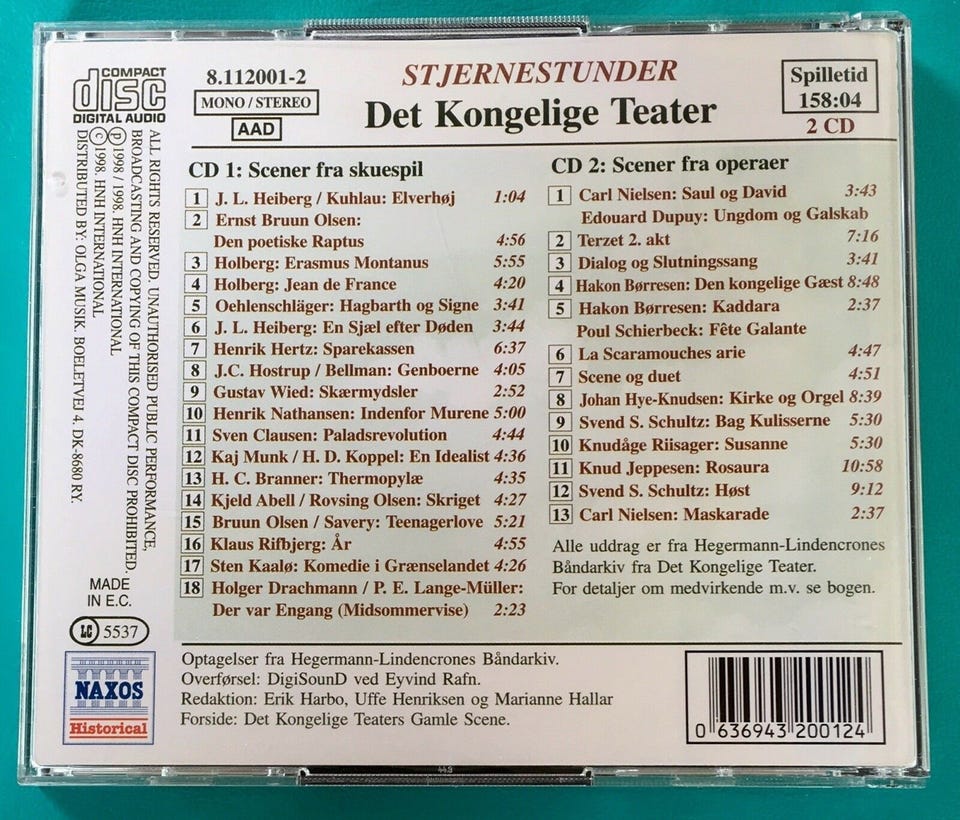 COMPACT
disc
DIGITAL AUDIO
8.112001-2
MONO / STEREO
AAD
STJERNESTUNDER
Det Kongelige Teater
Spilletid
158:04
2 CD
ALL RIGHTS RESERVED. UNAUTHORISED PUBLIC PERFORMANCE,
BROADCASTING AND COPYING OF THIS COMPACT DISC PROHIBITED.
Ⓟ 1998 / 1998. HNH INTERNATIONAL
Ⓒ 1998. HNH INTERNATIONAL
DISTRIBUTED BY: OLGA MUSIK. BOELETVEJ 4. DK-8680 RY.
CD 1: Scener fra skuespil
1 J. L. Heiberg / Kuhlau: Elverhøj 1:04
2 Ernst Bruun Olsen:
Den poetiske Raptus 4:56
3 Holberg: Erasmus Montanus 5:55
4 Holberg: Jean de France 4:20
5 Oehlenschläger: Hagbarth og Signe 3:41
6 J. L. Heiberg: En Sjæl efter Døden 3:44
7 Henrik Hertz: Sparekassen 6:37
8 J.C. Hostrup / Bellman: Genboerne 4:05
9 Gustav Wied: Skærmydsler 2:52
10 Henrik Nathansen: Indenfor Murene 5:00
11 Sven Clausen: Paladsrevolution 4:44
12 Kaj Munk / H. D. Koppel: En Idealist 4:36
13 H. C. Branner: Thermopylæ 4:35
14 Kjeld Abell / Rovsing Olsen: Skriget 4:27
15 Bruun Olsen / Savery: Teenagerlove 5:21
16 Klaus Rifbjerg: År 4:55
17 Sten Kaalø: Komedie i Grænselandet 4:26
18 Holger Drachmann / P. E. Lange-Müller:
Der var Engang (Midsommervise) 2:23
CD 2: Scener fra operaer
1 Carl Nielsen: Saul og David 3:43
Edouard Dupuy: Ungdom og Galskab
2 Terzet 2. akt 7:16
3 Dialog og Slutningssang 3:41
4 Hakon Børresen: Den kongelige Gæst 8:48
5 Hakon Børresen: Kaddara 2:37
Poul Schierbeck: Fête Galante
6 La Scaramouches arie 4:47
7 Scene og duet 4:51
8 Johan Hye-Knudsen: Kirke og Orgel 8:39
9 Svend S. Schultz: Bag Kulisserne 5:30
10 Knudåge Riisager: Susanne 5:30
11 Knud Jeppesen: Rosaura 10:58
12 Svend S. Schultz: Høst 9:12
13 Carl Nielsen: Maskarade 2:37
Alle uddrag er fra Hegermann-Lindencrones
Båndarkiv fra Det Kongelige Teater.
For detaljer om medvirkende m.v. se bogen.
MADE
IN E.C.
LC 5537
NAXOS
Historical
Optagelser fra Hegermann-Lindencrones Båndarkiv.
Overførsel: DigiSounD ved Eyvind Rafn.
Redaktion: Erik Harbo, Uffe Henriksen og Marianne Hallar
Forside: Det Kongelige Teaters Gamle Scene.
0 636943 200124